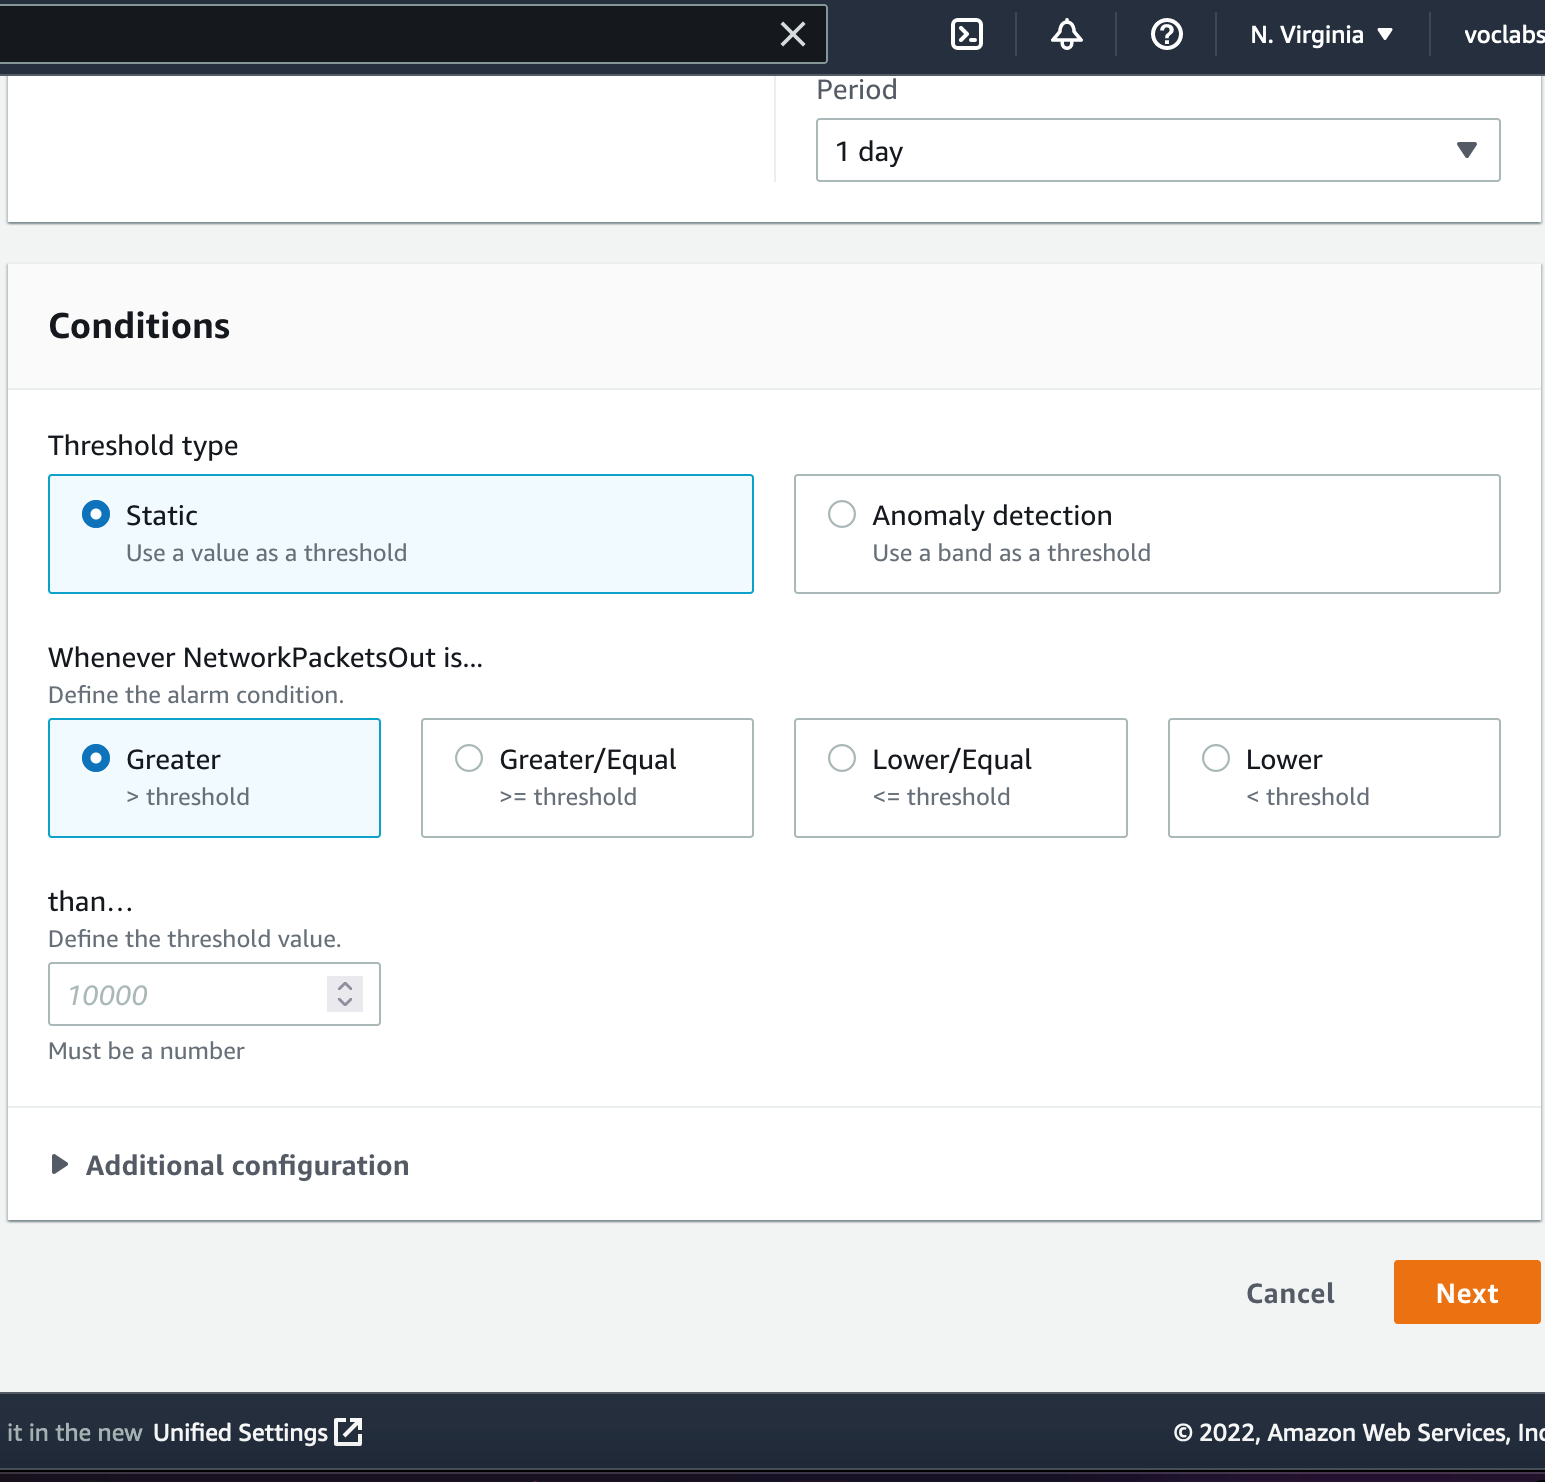 N. Virginia ▼ voclabs
Period
1 day
Conditions
Threshold type
Static
Use a value as a threshold
Anomaly detection
Use a band as a threshold
Whenever NetworkPacketsOut is...
Define the alarm condition.
Greater
> threshold
Greater/Equal
>= threshold
Lower/Equal
<= threshold
Lower
< threshold
than...
Define the threshold value.
10000
Must be a number
Additional configuration
Cancel Next
it in the new Unified Settings
© 2022, Amazon Web Services, Inc